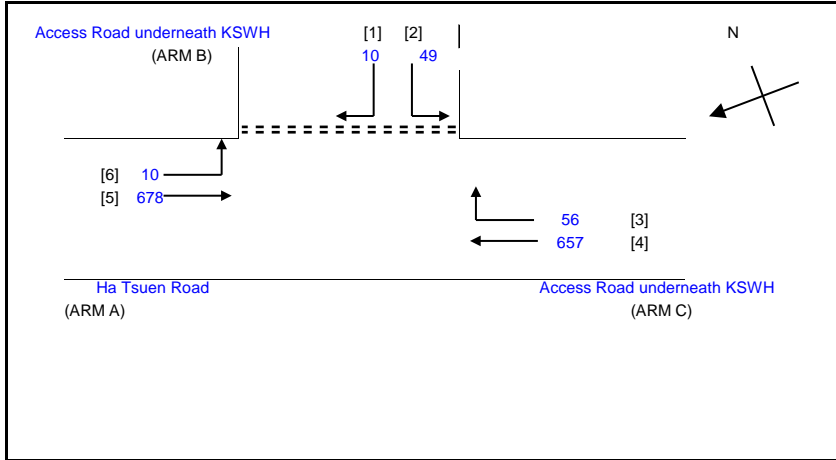 Access Road underneath KSWH [1] [2] N
(ARM B) 10 49
[6] 10
[5] 678
56 [3]
657 [4]
Ha Tsuen Road Access Road underneath KSWH
(ARM A) (ARM C)